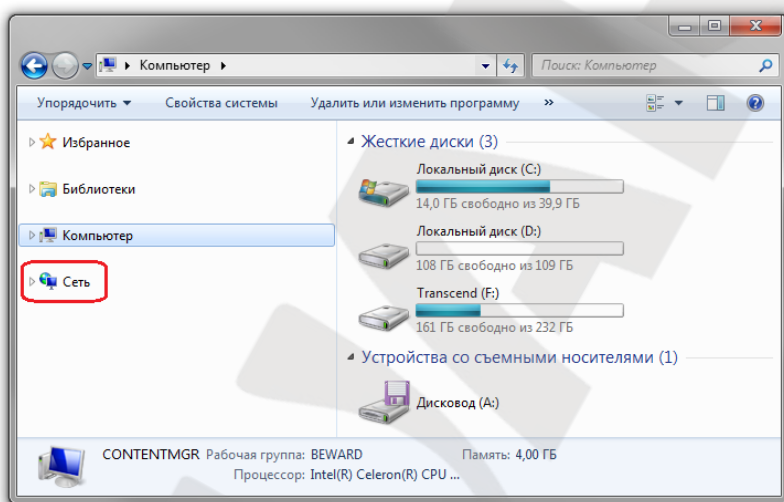 Компьютер
Поиск: Компьютер
Упорядочить Свойства системы Удалить или изменить программу »
Избранное
Библиотеки
Компьютер
Сеть
Жесткие диски (3)
Локальный диск (C:)
14,0 ГБ свободно из 39,9 ГБ
Локальный диск (D:)
108 ГБ свободно из 109 ГБ
Transcend (F:)
161 ГБ свободно из 232 ГБ
Устройства со съемными носителями (1)
Дисковод (A:)
CONTENTMGR Рабочая группа: BEWARD Память: 4,00 ГБ
Процессор: Intel(R) Celeron(R) CPU ...